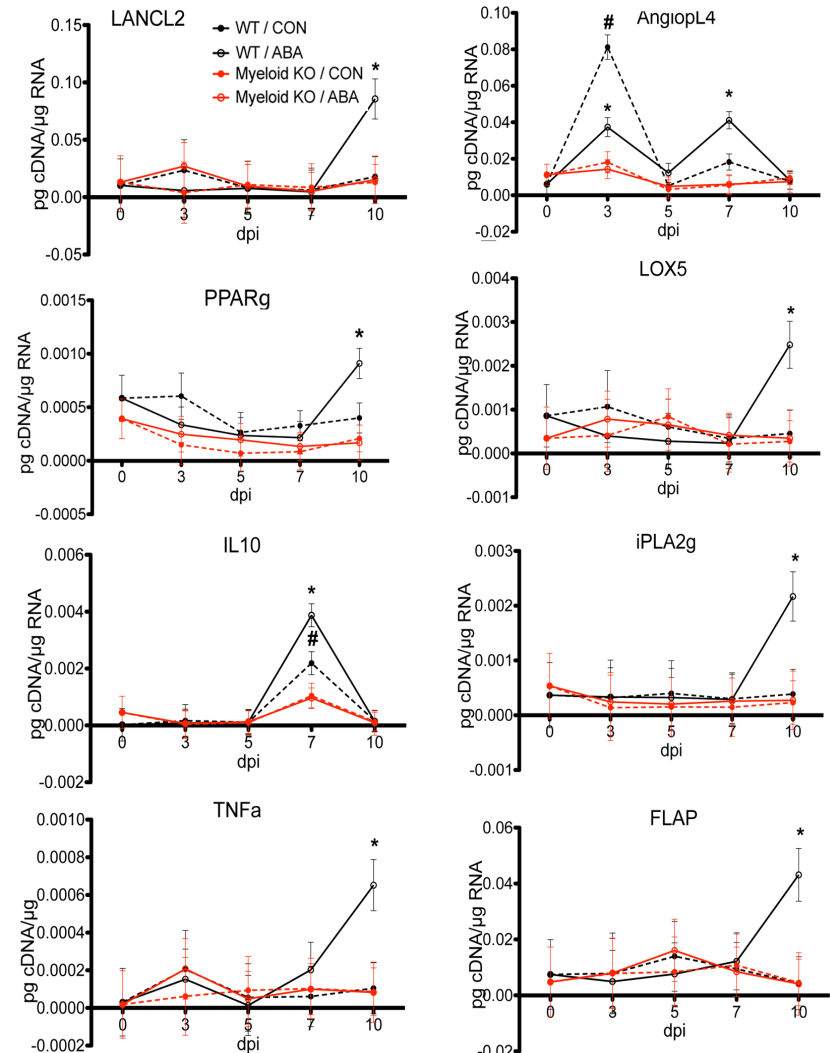 LANCL2
0.15
0.10
0.05
0.00
-0.05
pg cDNA/µg RNA
WT / CON
WT / ABA
Myeloid KO / CON
Myeloid KO / ABA
*
0 3 5 7 10
dpi
AngiopL4
0.10
0.08
0.06
0.04
0.02
0.00
-0.02
pg cDNA/µg RNA
#
*
*
0 3 5 7 10
dpi
PPARg
0.0015
0.0010
0.0005
0.0000
-0.0005
pg cDNA/µg RNA
*
0 3 5 7 10
dpi
LOX5
0.004
0.003
0.002
0.001
0.000
-0.001
pg cDNA/µg RNA
*
0 3 5 7 10
dpi
IL10
0.006
0.004
0.002
0.000
-0.002
pg cDNA/µg RNA
*
#
0 3 5 7 10
dpi
iPLA2g
0.003
0.002
0.001
0.000
-0.001
pg cDNA/µg RNA
*
0 3 5 7 10
dpi
TNFa
0.0010
0.0008
0.0006
0.0004
0.0002
0.0000
-0.0002
pg cDNA/µg
*
0 3 5 7 10
dpi
FLAP
0.06
0.04
0.02
0.00
-0.02
pg cDNA/µg RNA
*
0 3 5 7 10
dpi